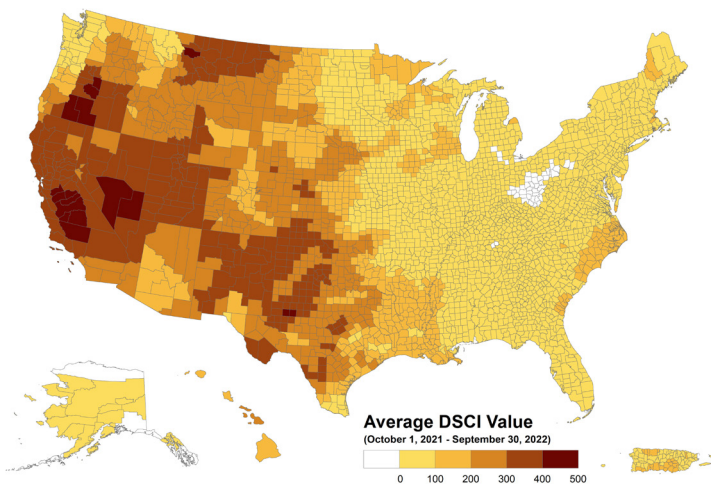 Average DSCI Value
(October 1, 2021 - September 30, 2022)
0 100 200 300 400 500